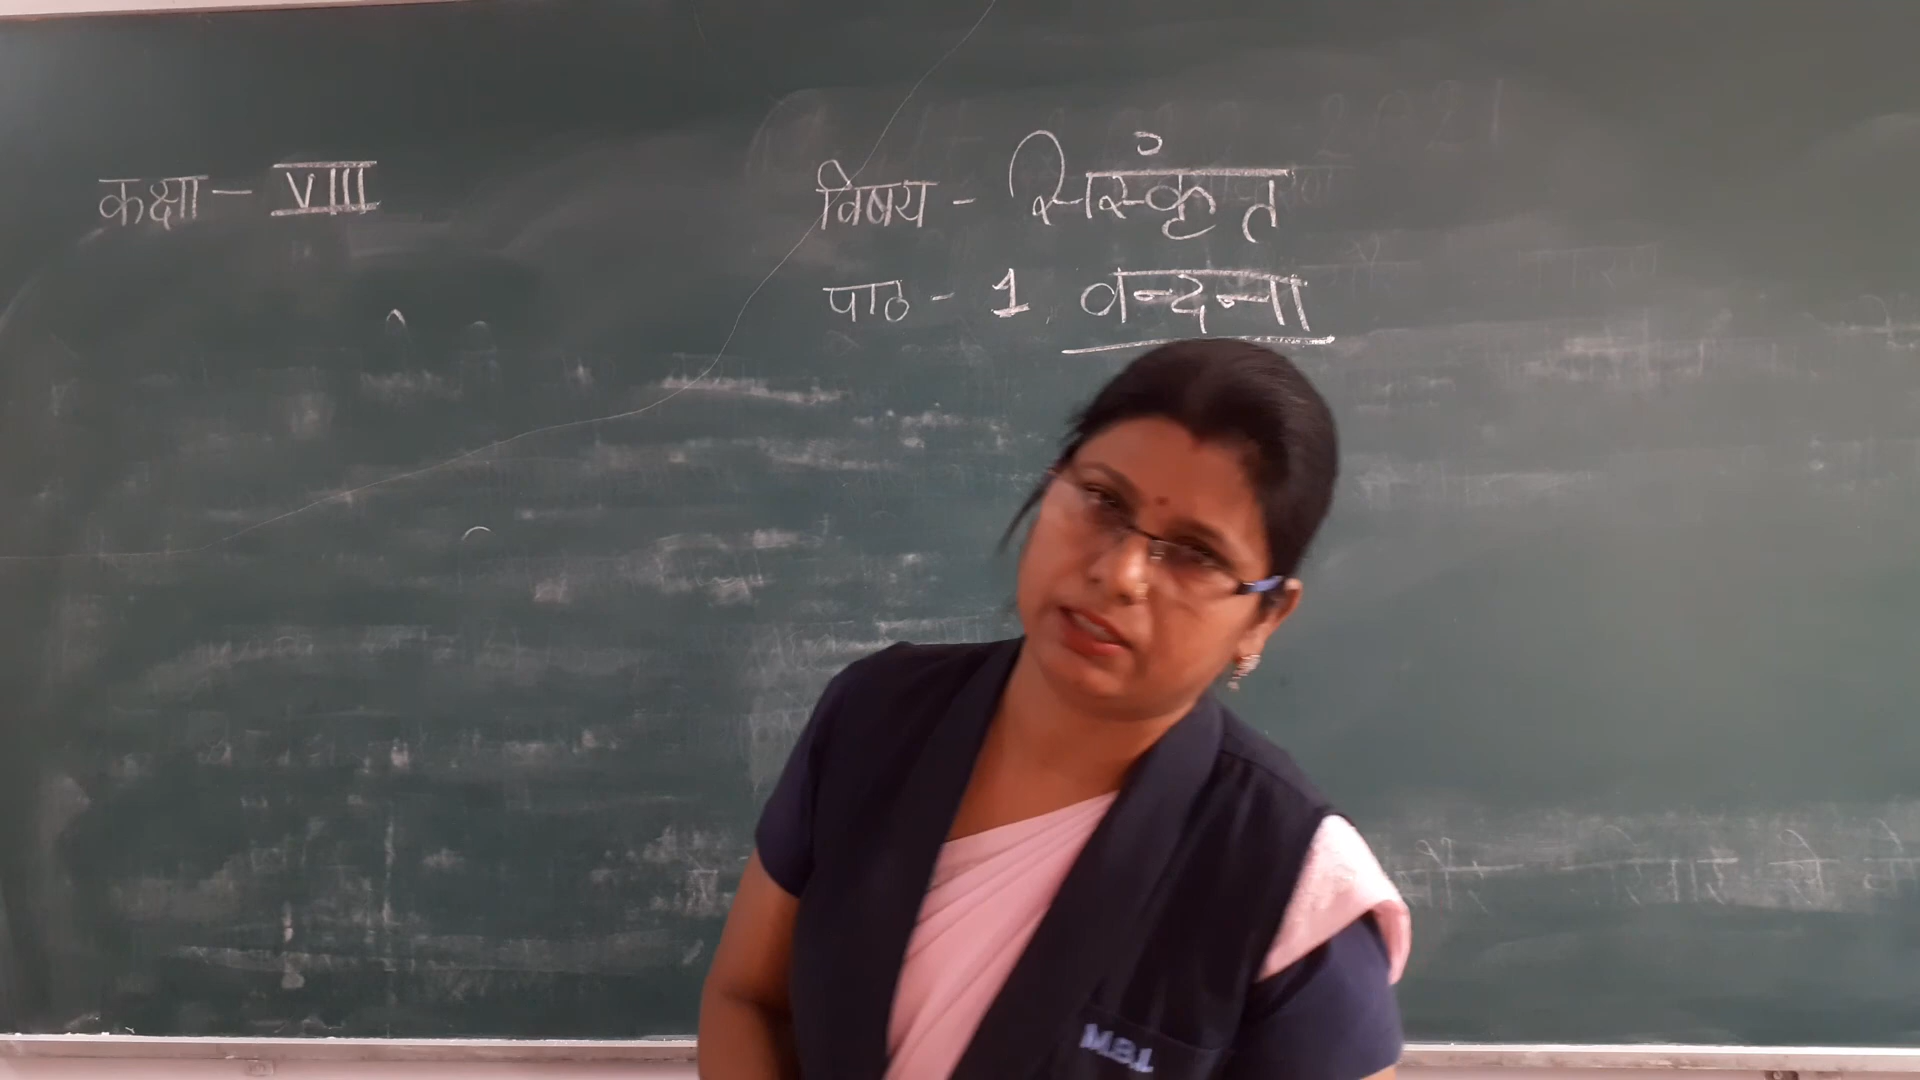 कक्षा - VIII
विषय - संस्कृत
पाठ - 1 वन्दना
M.B.L